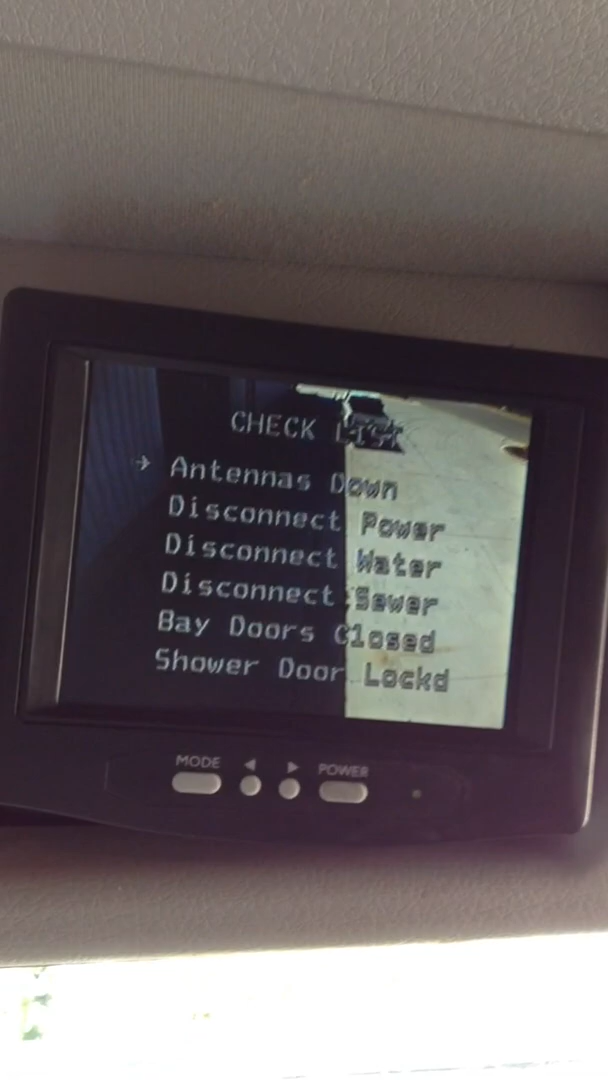 CHECK LIST
→ Antennas Down
Disconnect Power
Disconnect Water
Disconnect Sewer
Bay Doors Closed
Shower Door Lockd
MODE ◀ ▶ POWER